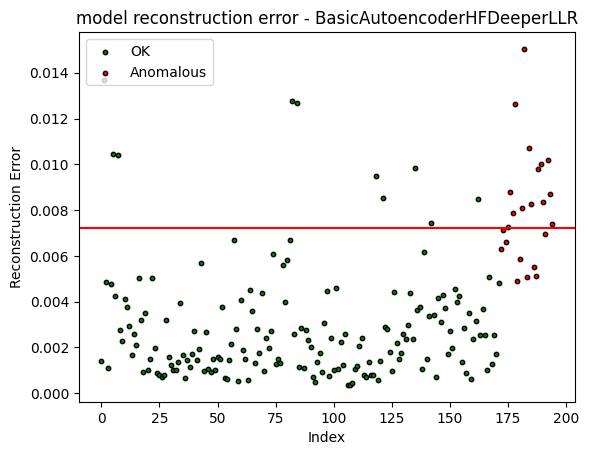 model reconstruction error - BasicAutoencoderHFDeeperLLR
OK
Anomalous
0.014
0.012
0.010
0.008
0.006
0.004
0.002
0.000
Reconstruction Error
0 25 50 75 100 125 150 175 200
Index